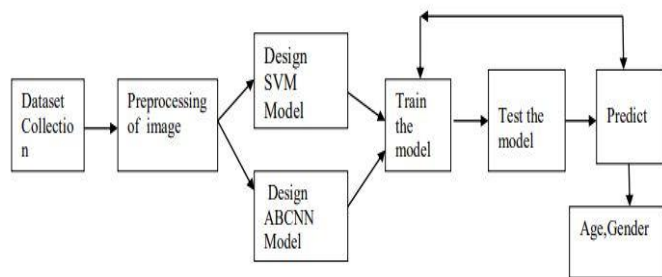 Dataset
Collectio
n
Preprocessing
of image
Design
SVM
Model
Design
ABCNN
Model
Train
the
model
Test the
model
Predict
Age,Gender